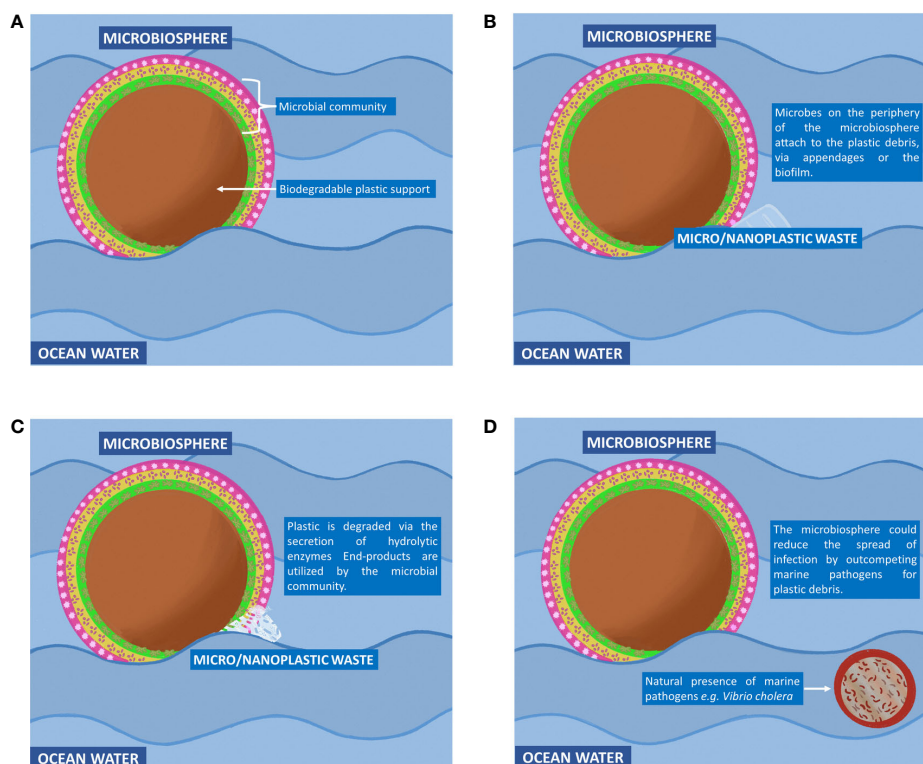 A
MICROBIOSPHERE
Microbial community
Biodegradable plastic support
OCEAN WATER
B
MICROBIOSPHERE
Microbes on the periphery
of the microbiosphere
attach to the plastic debris,
via appendages or the
biofilm.
MICRO/NANOPLASTIC WASTE
OCEAN WATER
C
MICROBIOSPHERE
Plastic is degraded via the
secretion of hydrolytic
enzymes End-products are
utilized by the microbial
community.
MICRO/NANOPLASTIC WASTE
OCEAN WATER
D
MICROBIOSPHERE
The microbiosphere could
reduce the spread of
infection by outcompeting
marine pathogens for
plastic debris.
Natural presence of marine
pathogens e.g. Vibrio cholera
OCEAN WATER